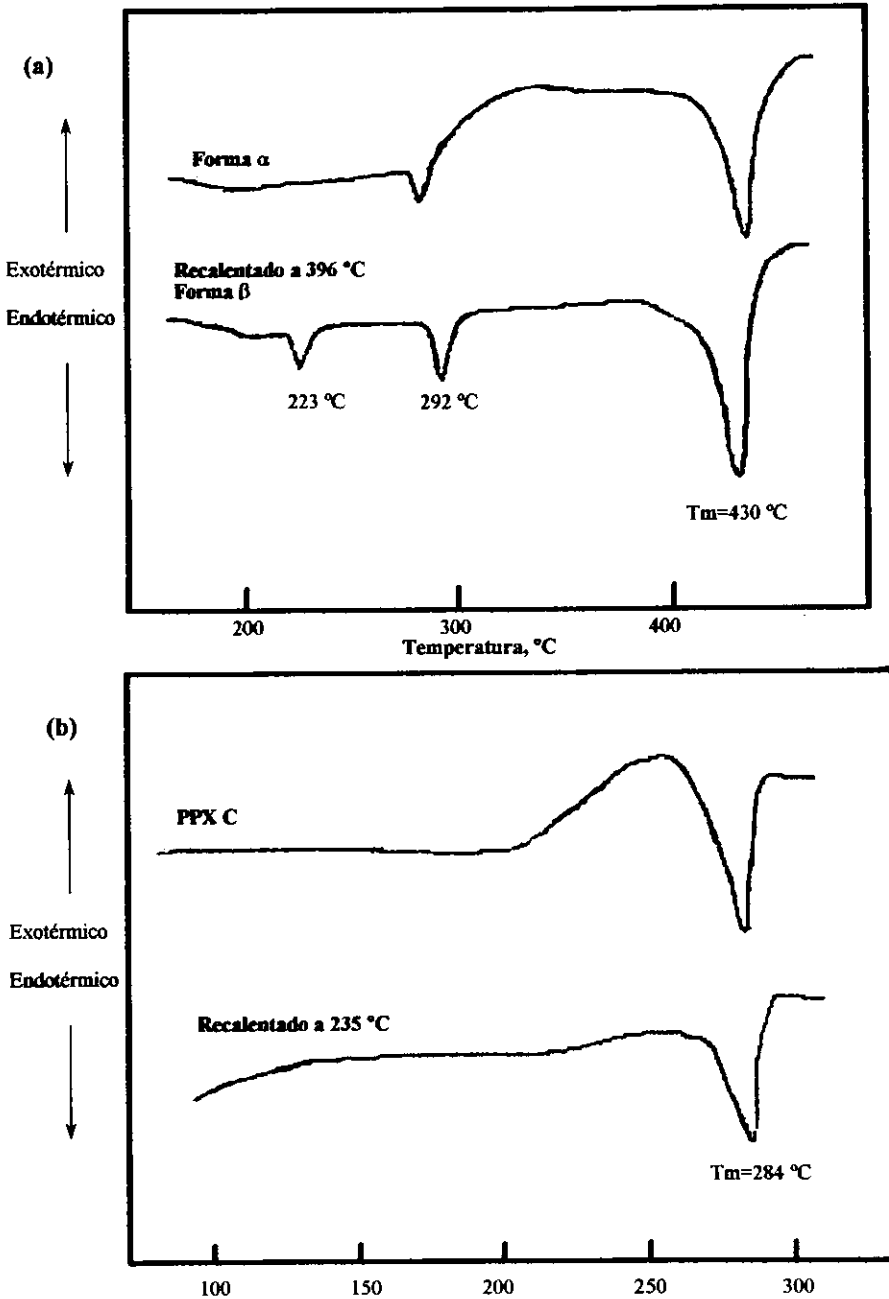 (a)
Forma α
Exotérmico
Endotérmico
Recalentado a 396 °C
Forma β
223 °C
292 °C
Tm=430 °C
200
300
400
Temperatura, °C
(b)
PPX C
Exotérmico
Endotérmico
Recalentado a 235 °C
Tm=284 °C
100
150
200
250
300